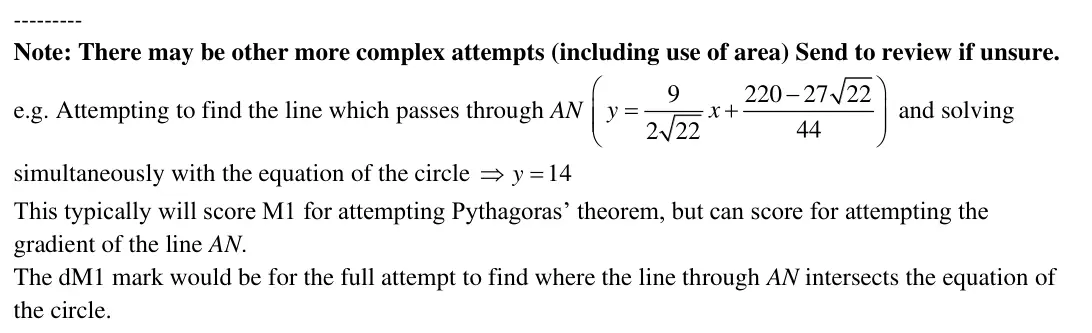 ---------
Note: There may be other more complex attempts (including use of area) Send to review if unsure.
e.g. Attempting to find the line which passes through AN ( y = 9/(2√22) x + (220 − 27√22)/44 ) and solving
simultaneously with the equation of the circle ⇒ y = 14
This typically will score M1 for attempting Pythagoras’ theorem, but can score for attempting the
gradient of the line AN.
The dM1 mark would be for the full attempt to find where the line through AN intersects the equation of
the circle.